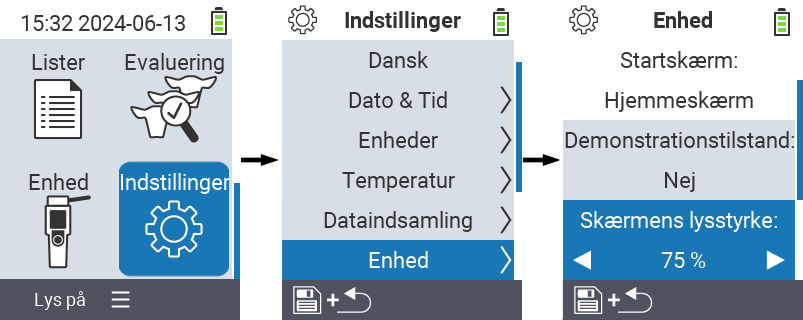 15:32 2024-06-13
Lister
Evaluering
Enhed
Indstillinger
Lys på
Indstillinger
Dansk
Dato & Tid
Enheder
Temperatur
Dataindsamling
Enhed
+
Enhed
Startskærm:
Hjemmeskærm
Demonstrationstilstand:
Nej
Skærmens lysstyrke:
75 %
+